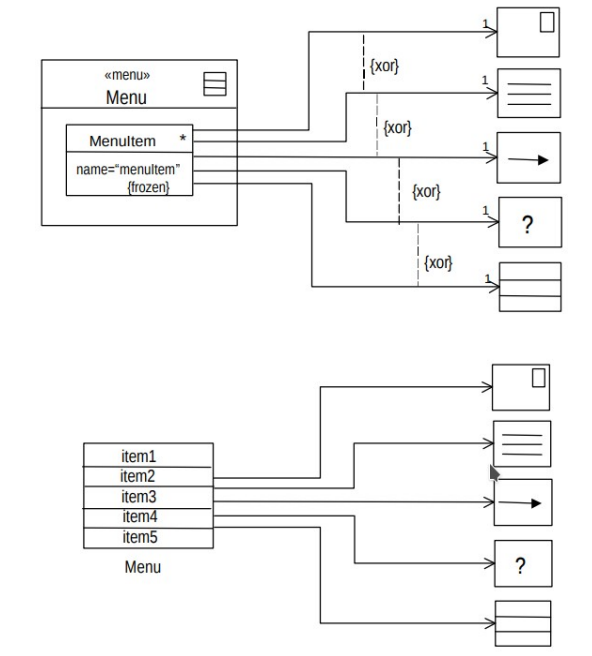 «menu»
Menu
MenuItem *
name=“menuItem”
{frozen}
1
{xor}
1
{xor}
1
{xor}
1
?
{xor}
1
item1
item2
item3
item4
item5
Menu
?